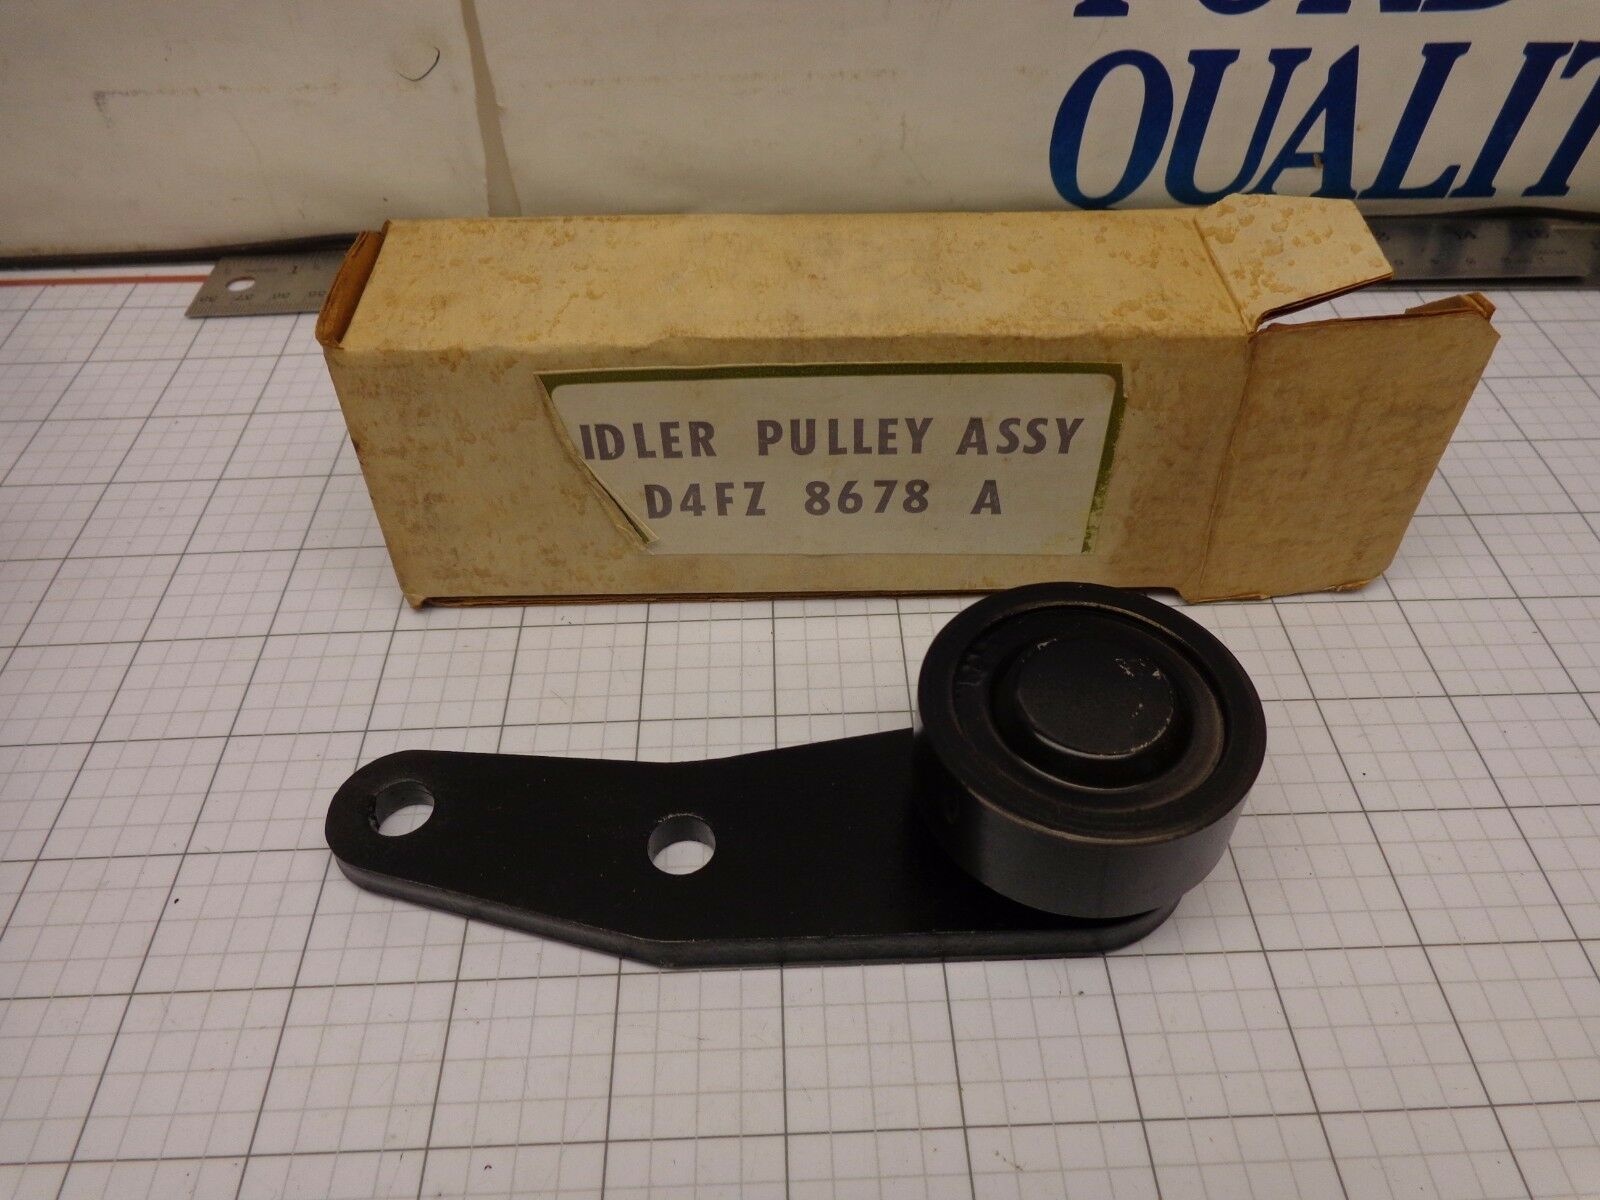 QUALIT
IDLER PULLEY ASSY
D4FZ 8678 A